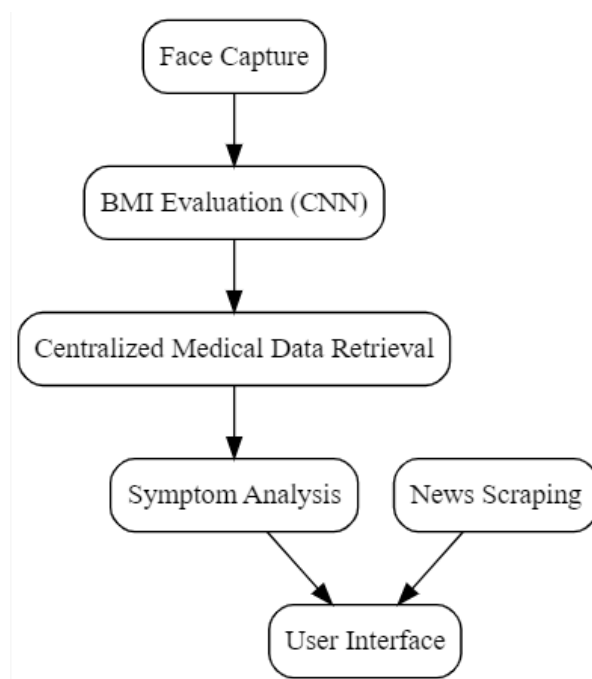 Face Capture
BMI Evaluation (CNN)
Centralized Medical Data Retrieval
Symptom Analysis
News Scraping
User Interface